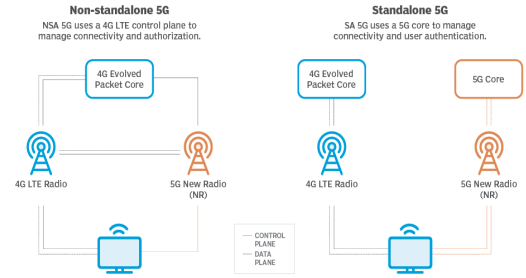 Non-standalone 5G
NSA 5G uses a 4G LTE control plane to
manage connectivity and authorization.
4G Evolved
Packet Core
4G LTE Radio
5G New Radio
(NR)
Standalone 5G
SA 5G uses a 5G core to manage
connectivity and user authentication.
4G Evolved
Packet Core
5G Core
4G LTE Radio
5G New Radio
(NR)
CONTROL
PLANE
DATA
PLANE